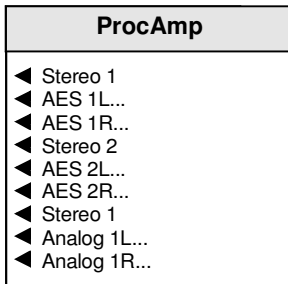 ProcAmp
Stereo 1
AES 1L...
AES 1R...
Stereo 2
AES 2L...
AES 2R...
Stereo 1
Analog 1L...
Analog 1R...